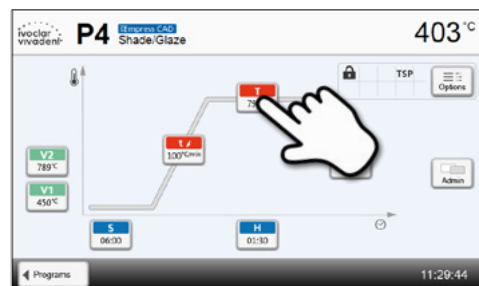 ivoclar
vivadent
P4
IPS Empress CAD
Shade/Glaze
403°C
TSP
Options
T
t
100°C/min
V2
789°C
V1
450°C
Admin
S
06:00
H
01:30
Programs
11:29:44